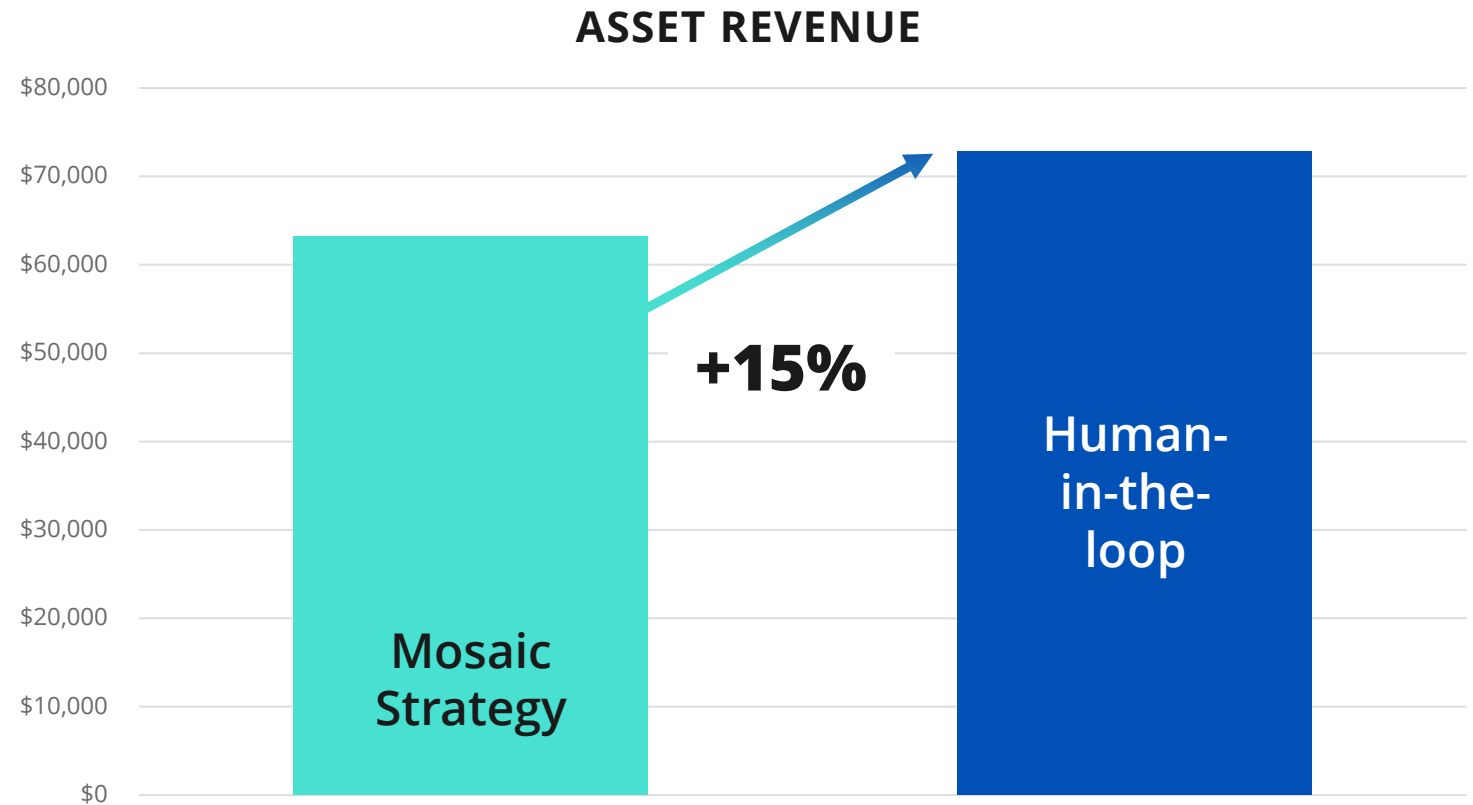 ASSET REVENUE
$80,000
$70,000
$60,000
$50,000
$40,000
$30,000
$20,000
$10,000
$0
+15%
Mosaic
Strategy
Human-
in-the-
loop